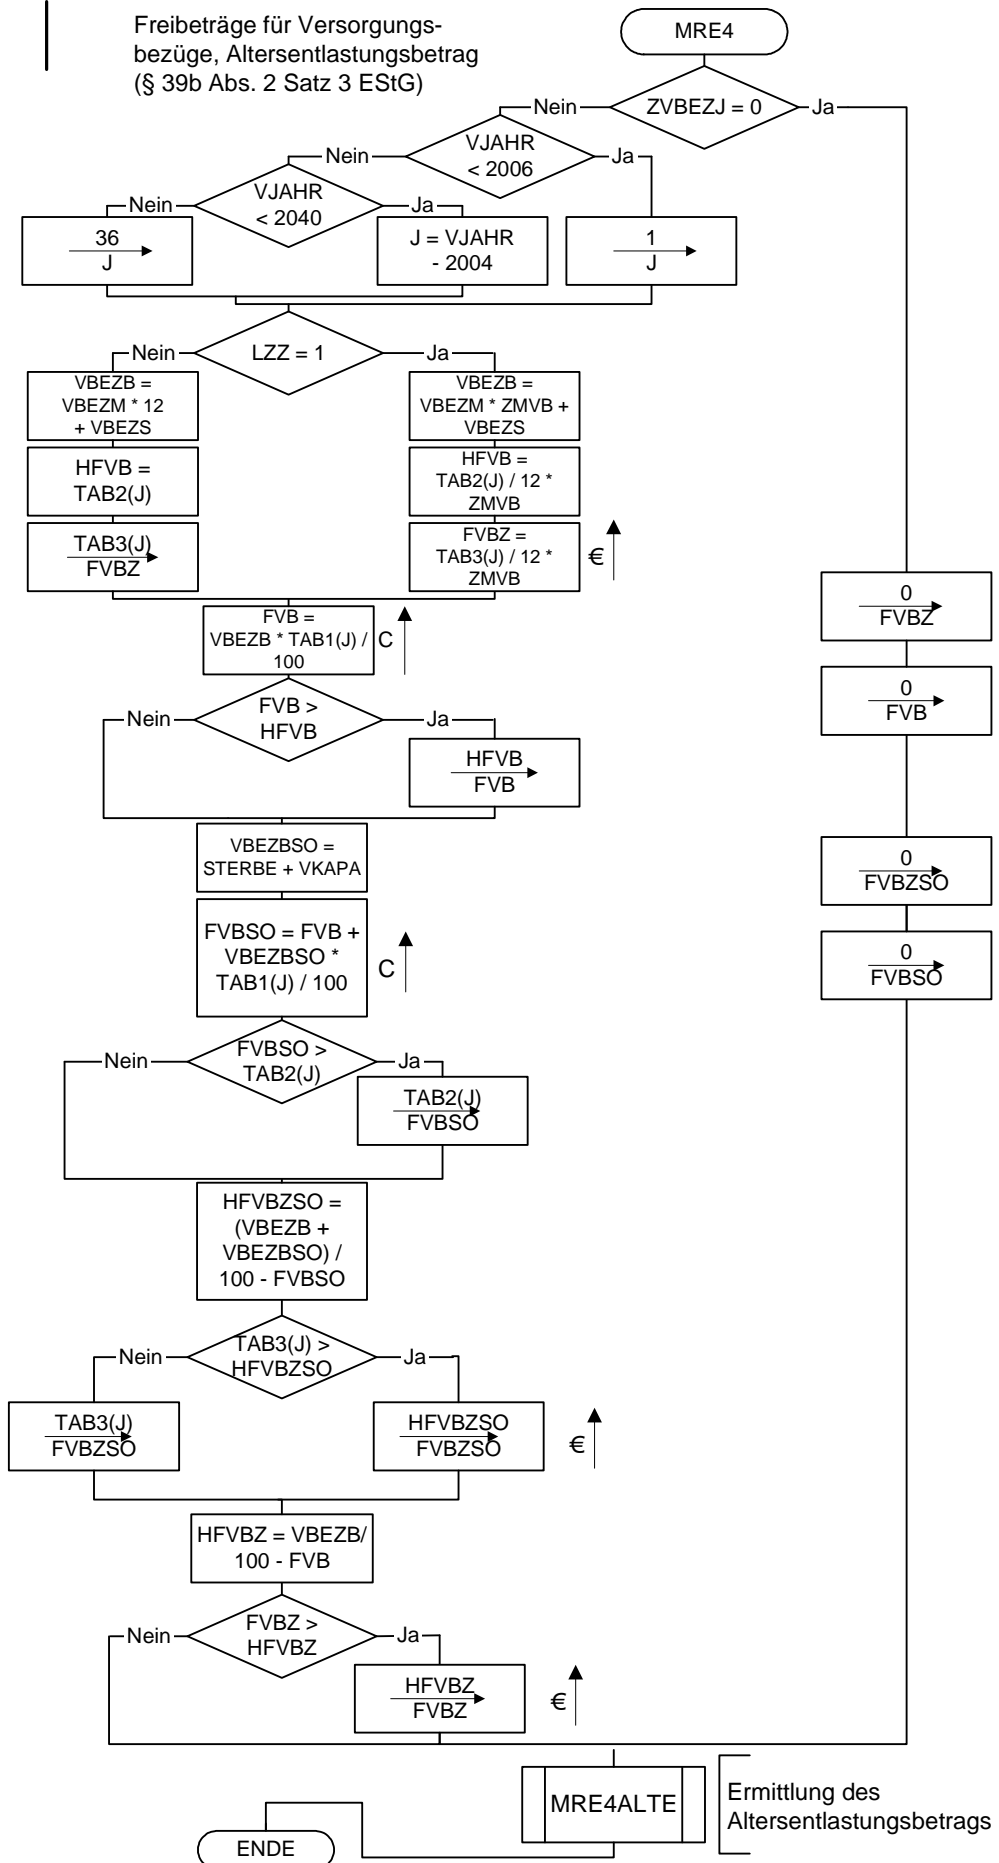 Freibeträge für Versorgungs-
bezüge, Altersentlastungsbetrag
(§ 39b Abs. 2 Satz 3 EStG)
MRE4
ZVBEZJ = 0
Nein
Ja
VJAHR
< 2006
Nein
Ja
VJAHR
< 2040
Nein
Ja
36
J
J = VJAHR
- 2004
1
J
LZZ = 1
Nein
Ja
VBEZB =
VBEZM * 12
+ VBEZS
VBEZB =
VBEZM * ZMVB +
VBEZS
HFVB =
TAB2(J)
HFVB =
TAB2(J) / 12 *
ZMVB
TAB3(J)
FVBZ
FVBZ =
TAB3(J) / 12 *
ZMVB
€
0
FVBZ
FVB =
VBEZB * TAB1(J) /
100
C
0
FVB
FVB >
HFVB
Nein
Ja
HFVB
FVB
VBEZBSO =
STERBE + VKAPA
0
FVBZSO
FVBSO = FVB +
VBEZBSO *
TAB1(J) / 100
C
0
FVBSO
FVBSO >
TAB2(J)
Nein
Ja
TAB2(J)
FVBSO
HFVBZSO =
(VBEZB +
VBEZBSO) /
100 - FVBSO
TAB3(J) >
HFVBZSO
Nein
Ja
TAB3(J)
FVBZSO
HFVBZSO
FVBZSO
€
HFVBZ = VBEZB/
100 - FVB
FVBZ >
HFVBZ
Nein
Ja
HFVBZ
FVBZ
€
MRE4ALTE
Ermittlung des
Altersentlastungsbetrags
ENDE